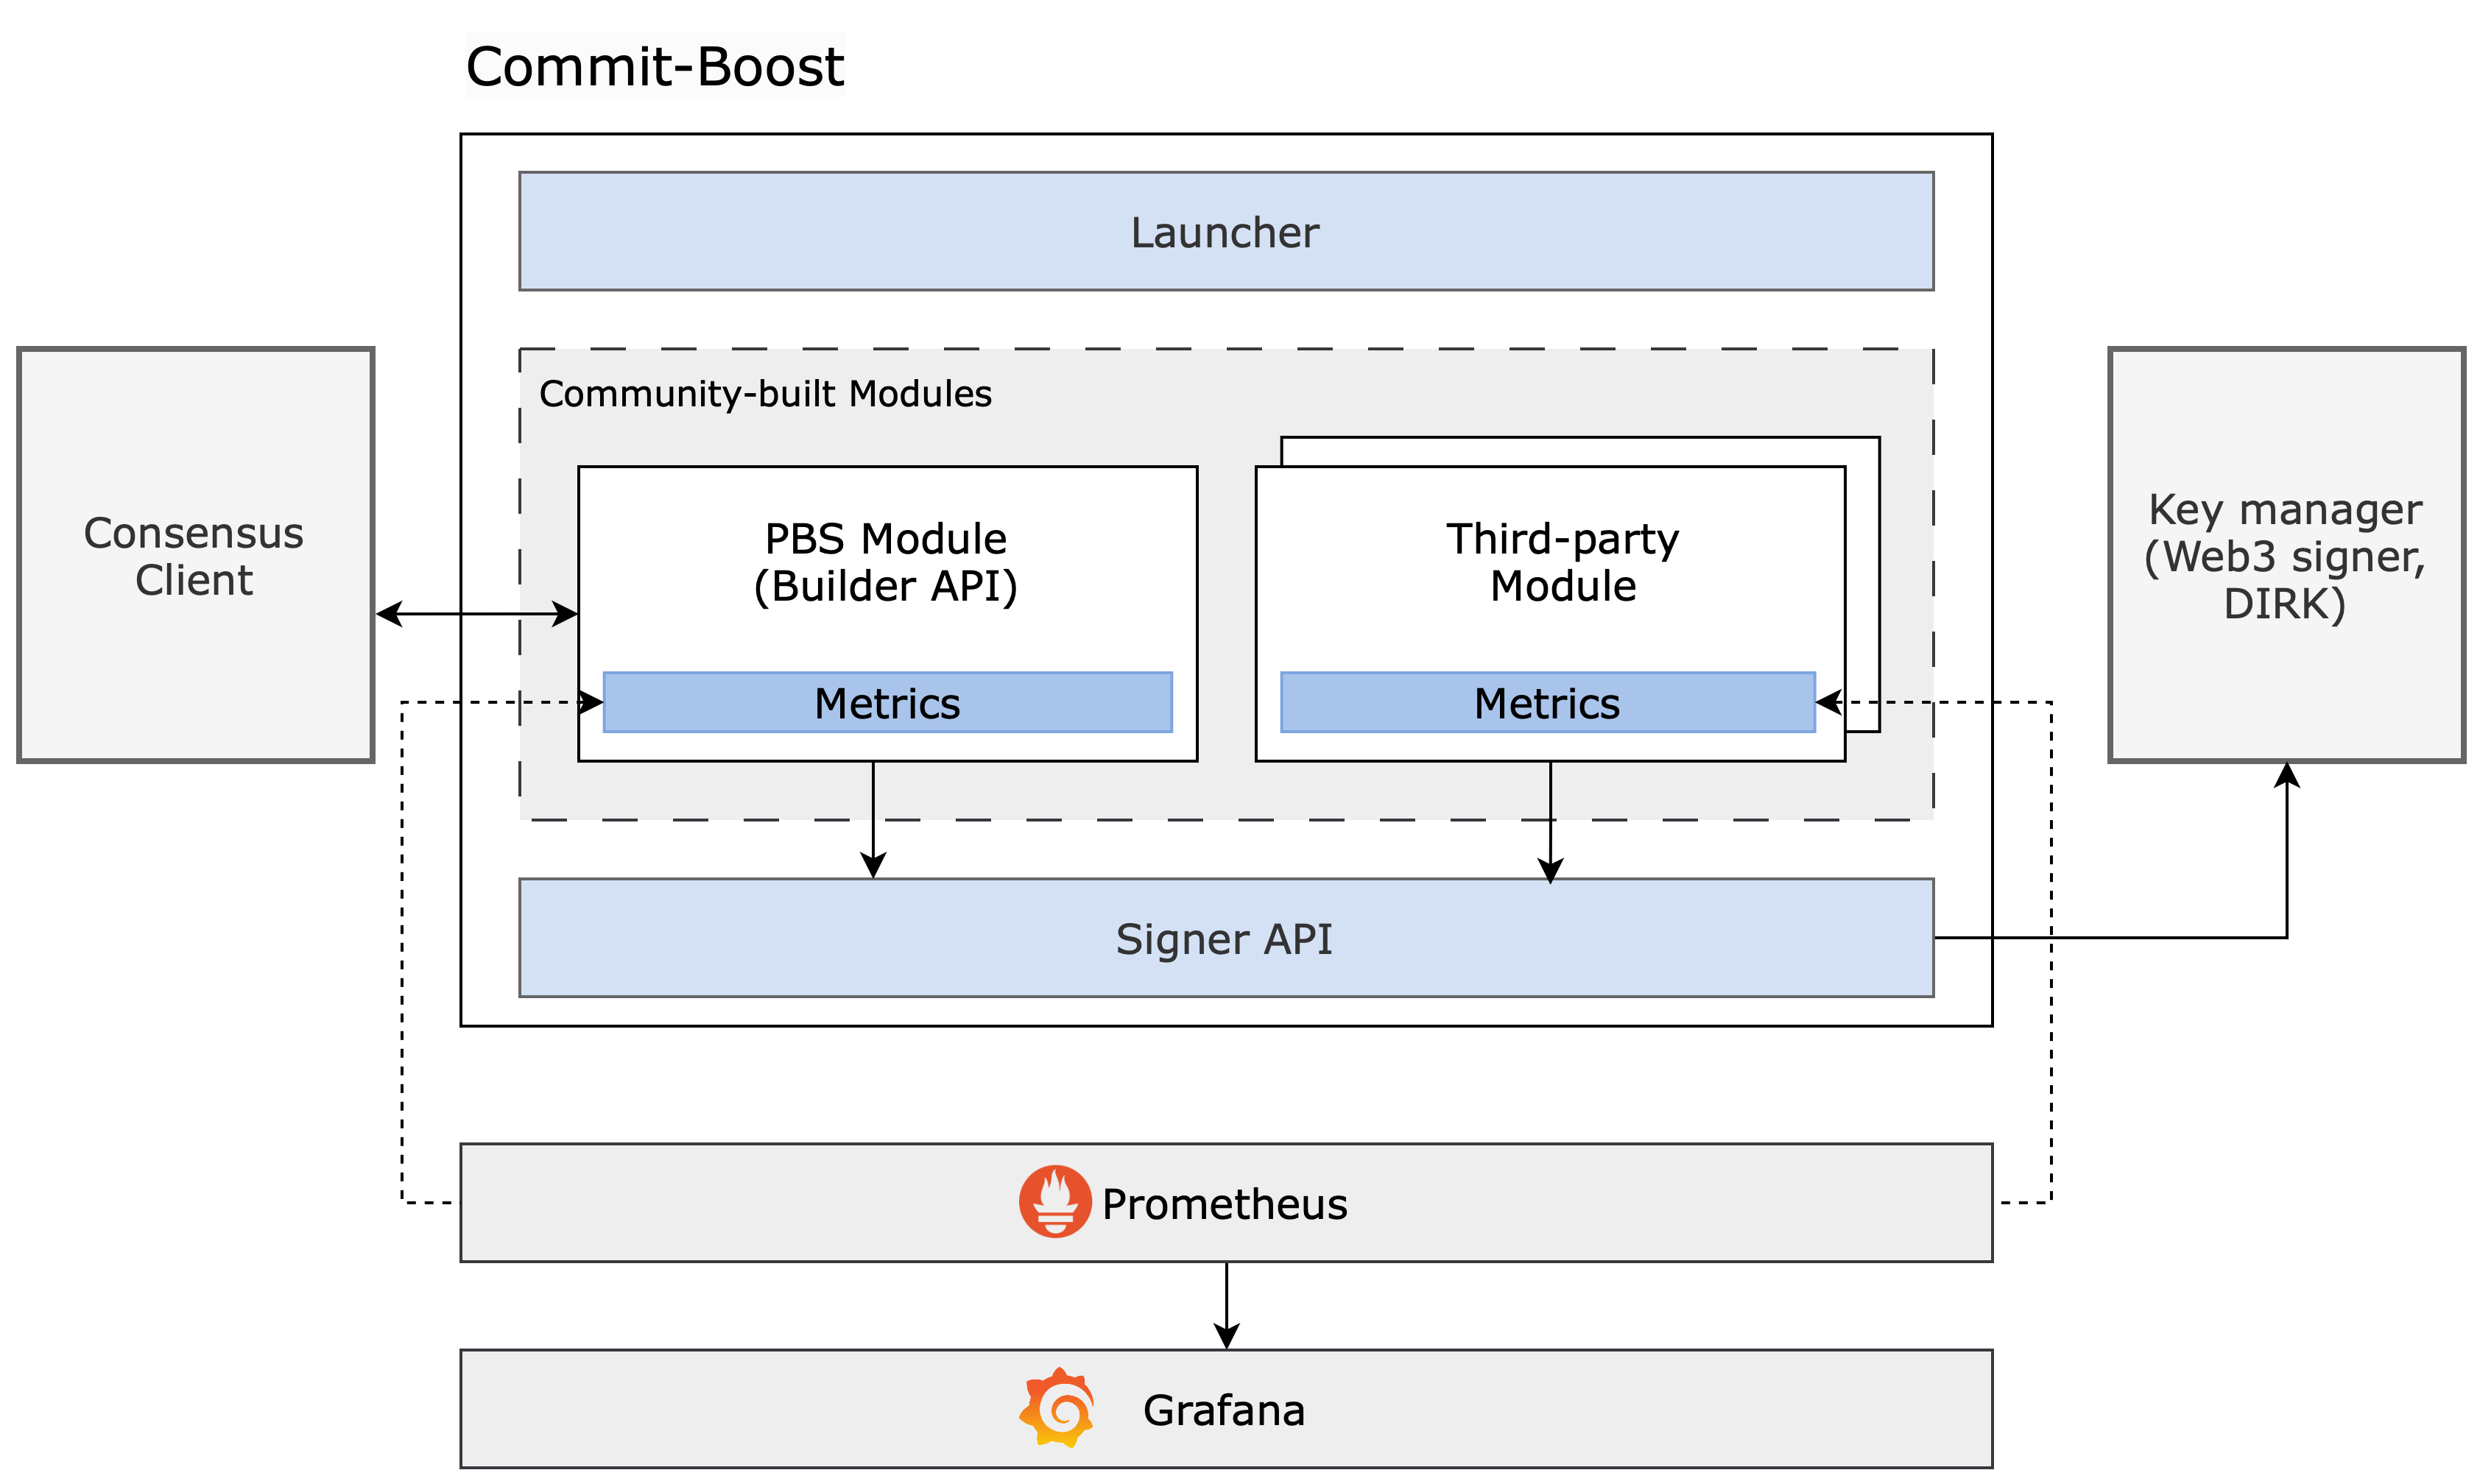 Commit-Boost
Launcher
Community-built Modules
Consensus
Client
PBS Module
(Builder API)
Metrics
Third-party
Module
Metrics
Key manager
(Web3 signer,
DIRK)
Signer API
Prometheus
Grafana